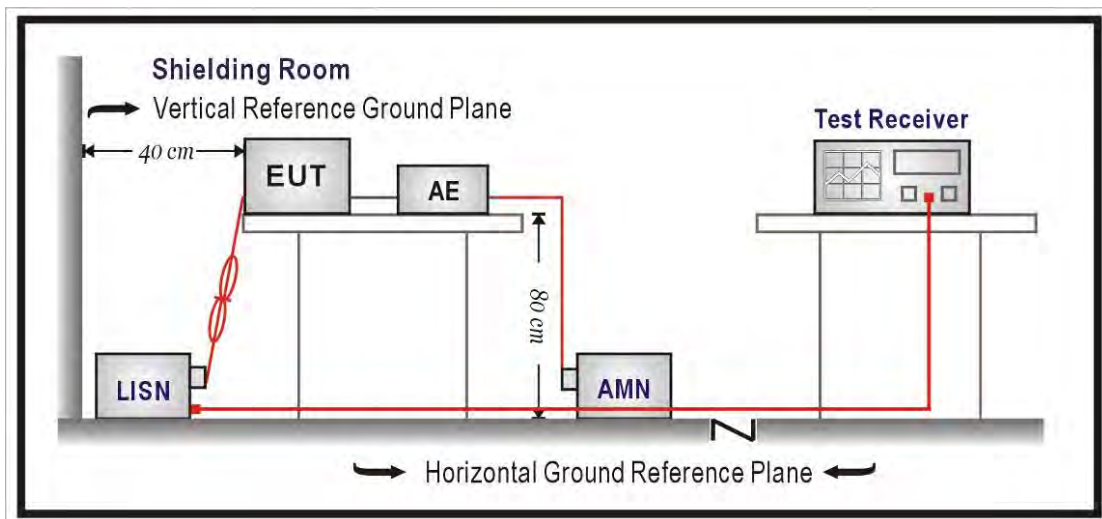 Shielding Room
Vertical Reference Ground Plane
40 cm
EUT
AE
Test Receiver
80 cm
LISN
AMN
Horizontal Ground Reference Plane